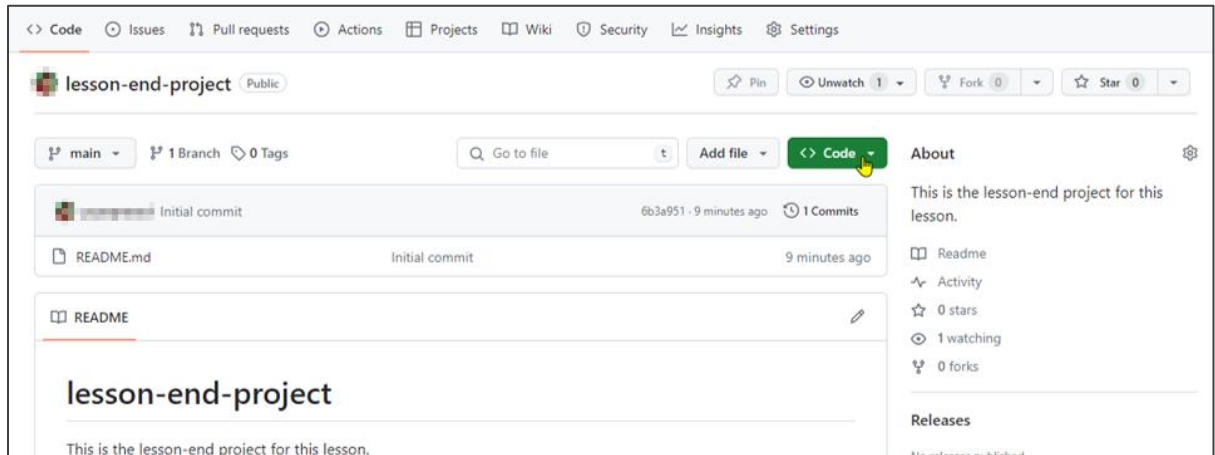 <> Code Issues Pull requests Actions Projects Wiki Security Insights Settings
lesson-end-project Public Pin Unwatch 1 Fork 0 Star 0
main 1 Branch 0 Tags Go to file t Add file <> Code
Initial commit 6b3a951 · 9 minutes ago 1 Commits
README.md Initial commit 9 minutes ago
README
lesson-end-project
This is the lesson-end project for this lesson.
About
This is the lesson-end project for this
lesson.
Readme
Activity
0 stars
1 watching
0 forks
Releases
No releases published